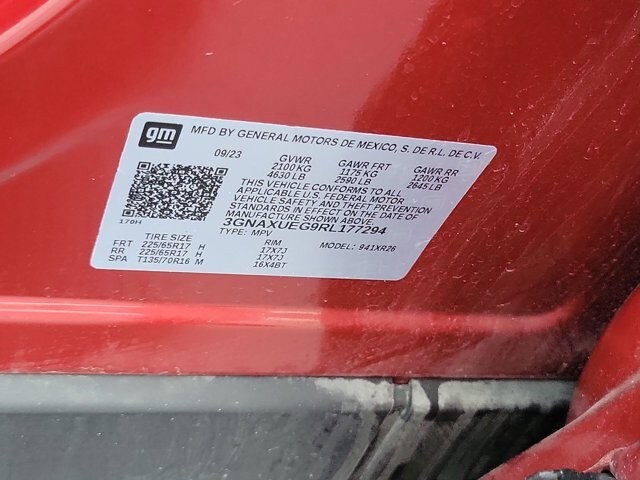 gm
MFD BY GENERAL MOTORS DE MEXICO, S. DE R.L. DE C.V.
09/23 GVWR GAWR FRT GAWR RR
2100 KG 1175 KG 1200 KG
4630 LB 2590 LB 2645 LB
THIS VEHICLE CONFORMS TO ALL
APPLICABLE U.S. FEDERAL MOTOR
VEHICLE SAFETY AND THEFT PREVENTION
STANDARDS IN EFFECT ON THE DATE OF
MANUFACTURE SHOWN ABOVE.
170H 3GNAXUEG9RL177294
TYPE: MPV MODEL: 941XR26
TIRE SIZE RIM
FRT 225/65R17 H 17X7J
RR 225/65R17 H 17X7J
SPA T135/70R16 M 16X4BT